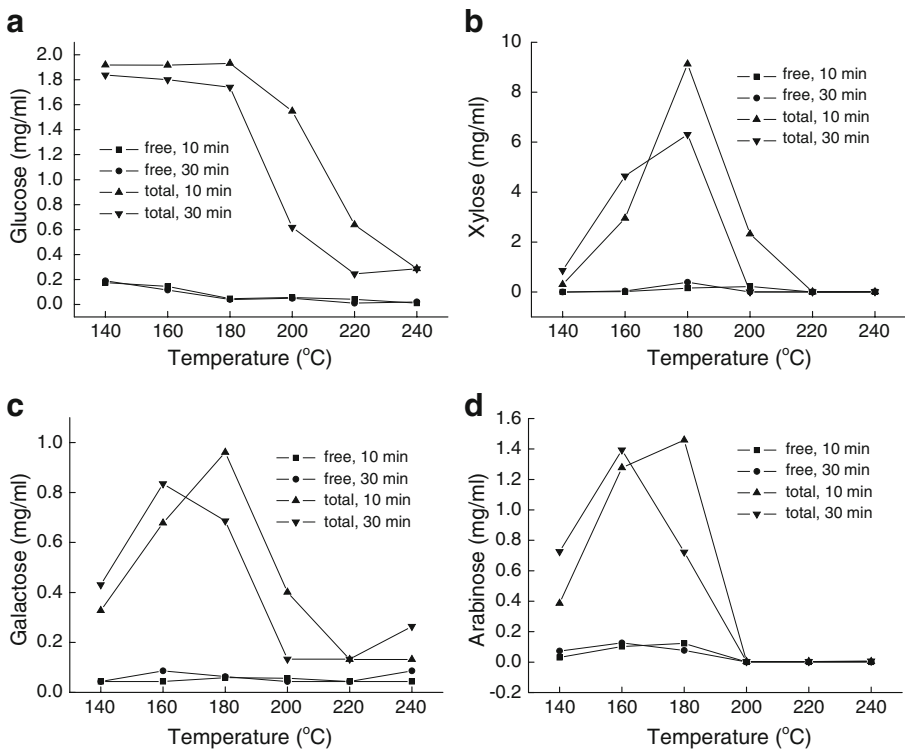 a
Glucose (mg/ml)
2.0
1.8
1.6
1.4
1.2
1.0
0.8
0.6
0.4
0.2
0.0
free, 10 min
free, 30 min
total, 10 min
total, 30 min
140 160 180 200 220 240
Temperature (°C)
b
Xylose (mg/ml)
10
8
6
4
2
0
free, 10 min
free, 30 min
total, 10 min
total, 30 min
140 160 180 200 220 240
Temperature (°C)
c
Galactose (mg/ml)
1.0
0.8
0.6
0.4
0.2
0.0
free, 10 min
free, 30 min
total, 10 min
total, 30 min
140 160 180 200 220 240
Temperature (°C)
d
Arabinose (mg/ml)
1.6
1.4
1.2
1.0
0.8
0.6
0.4
0.2
0.0
-0.2
free, 10 min
free, 30 min
total, 10 min
total, 30 min
140 160 180 200 220 240
Temperature (°C)